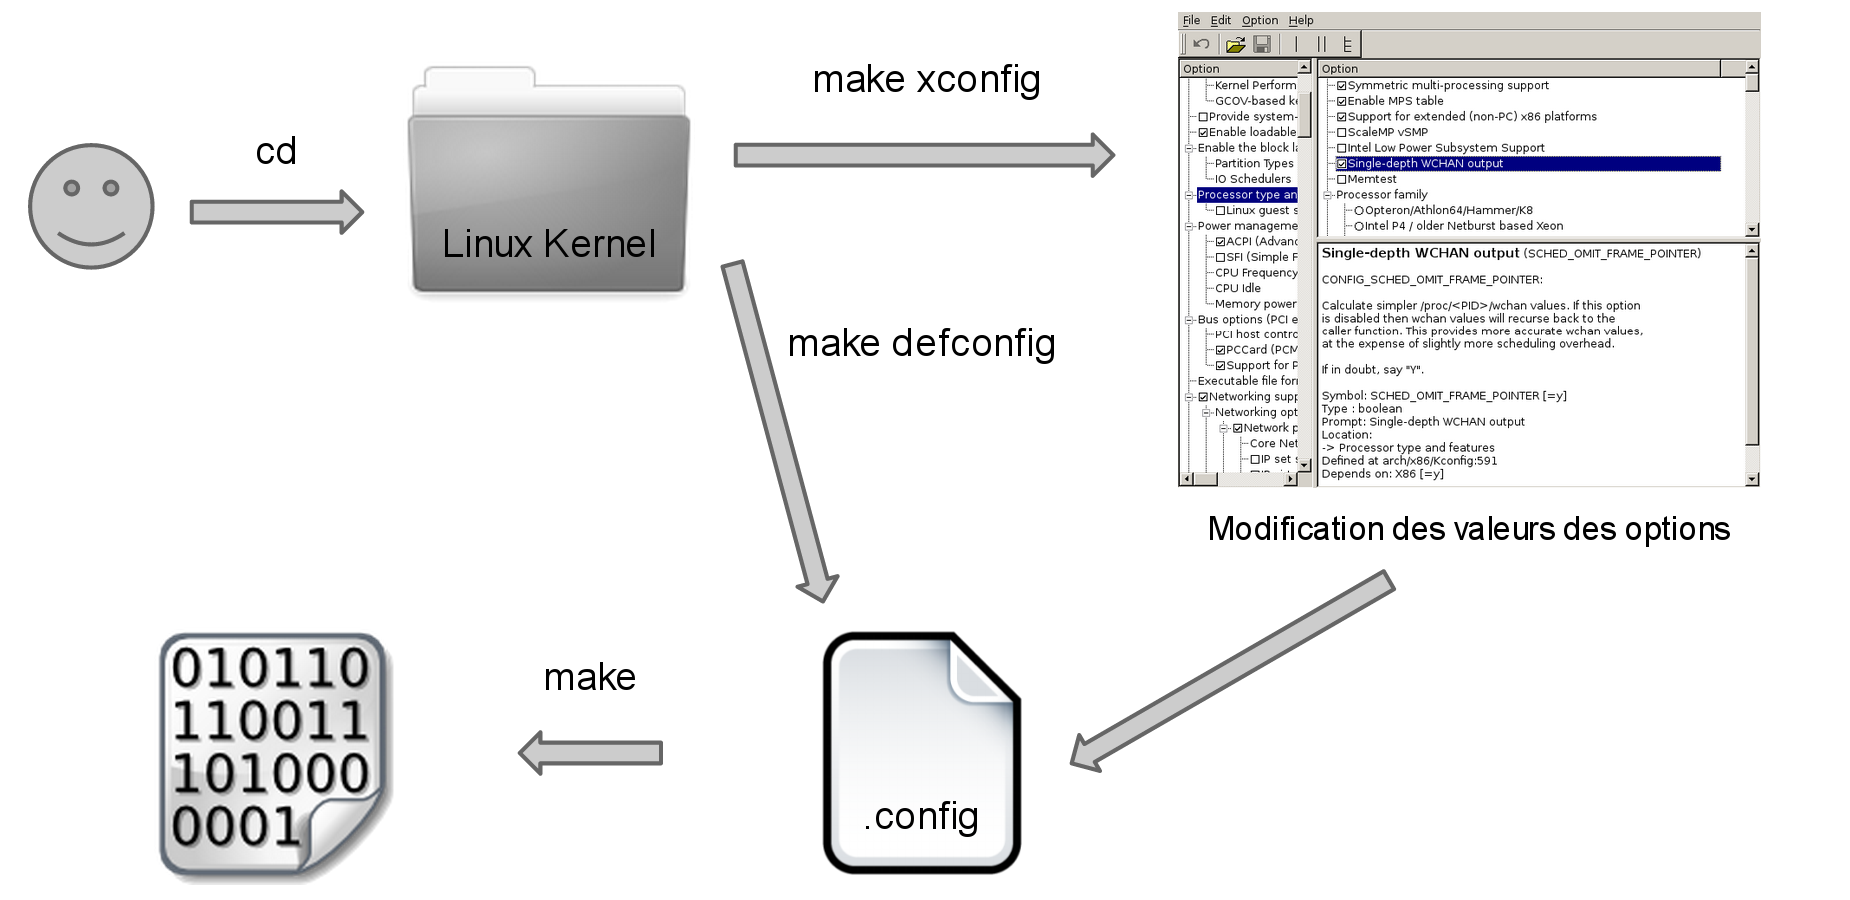 cd
Linux Kernel
make xconfig
make defconfig
File Edit Option Help
Option
Kernel Perform
GCOV-based ke
Provide system-
Enable loadable
Enable the block la
Partition Types
IO Schedulers
Processor type an
Linux guest s
Power manageme
ACPI (Advanc
SFI (Simple F
CPU Frequency
CPU Idle
Memory power
Bus options (PCI e
PCI host contro
PCCard (PCM
Support for P
Executable file for
Networking supp
Networking opt
Network p
Core Net
IP set s
Option
Symmetric multi-processing support
Enable MPS table
Support for extended (non-PC) x86 platforms
ScaleMP vSMP
Intel Low Power Subsystem Support
Single-depth WCHAN output
Memtest
Processor family
Opteron/Athlon64/Hammer/K8
Intel P4 / older Netburst based Xeon
Single-depth WCHAN output (SCHED_OMIT_FRAME_POINTER)
CONFIG_SCHED_OMIT_FRAME_POINTER:
Calculate simpler /proc/<PID>/wchan values. If this option
is disabled then wchan values will recurse back to the
caller function. This provides more accurate wchan values,
at the expense of slightly more scheduling overhead.
If in doubt, say "Y".
Symbol: SCHED_OMIT_FRAME_POINTER [=y]
Type : boolean
Prompt: Single-depth WCHAN output
Location:
-> Processor type and features
Defined at arch/x86/Kconfig:591
Depends on: X86 [=y]
Modification des valeurs des options
.config
make
010110
110011
101000
0001